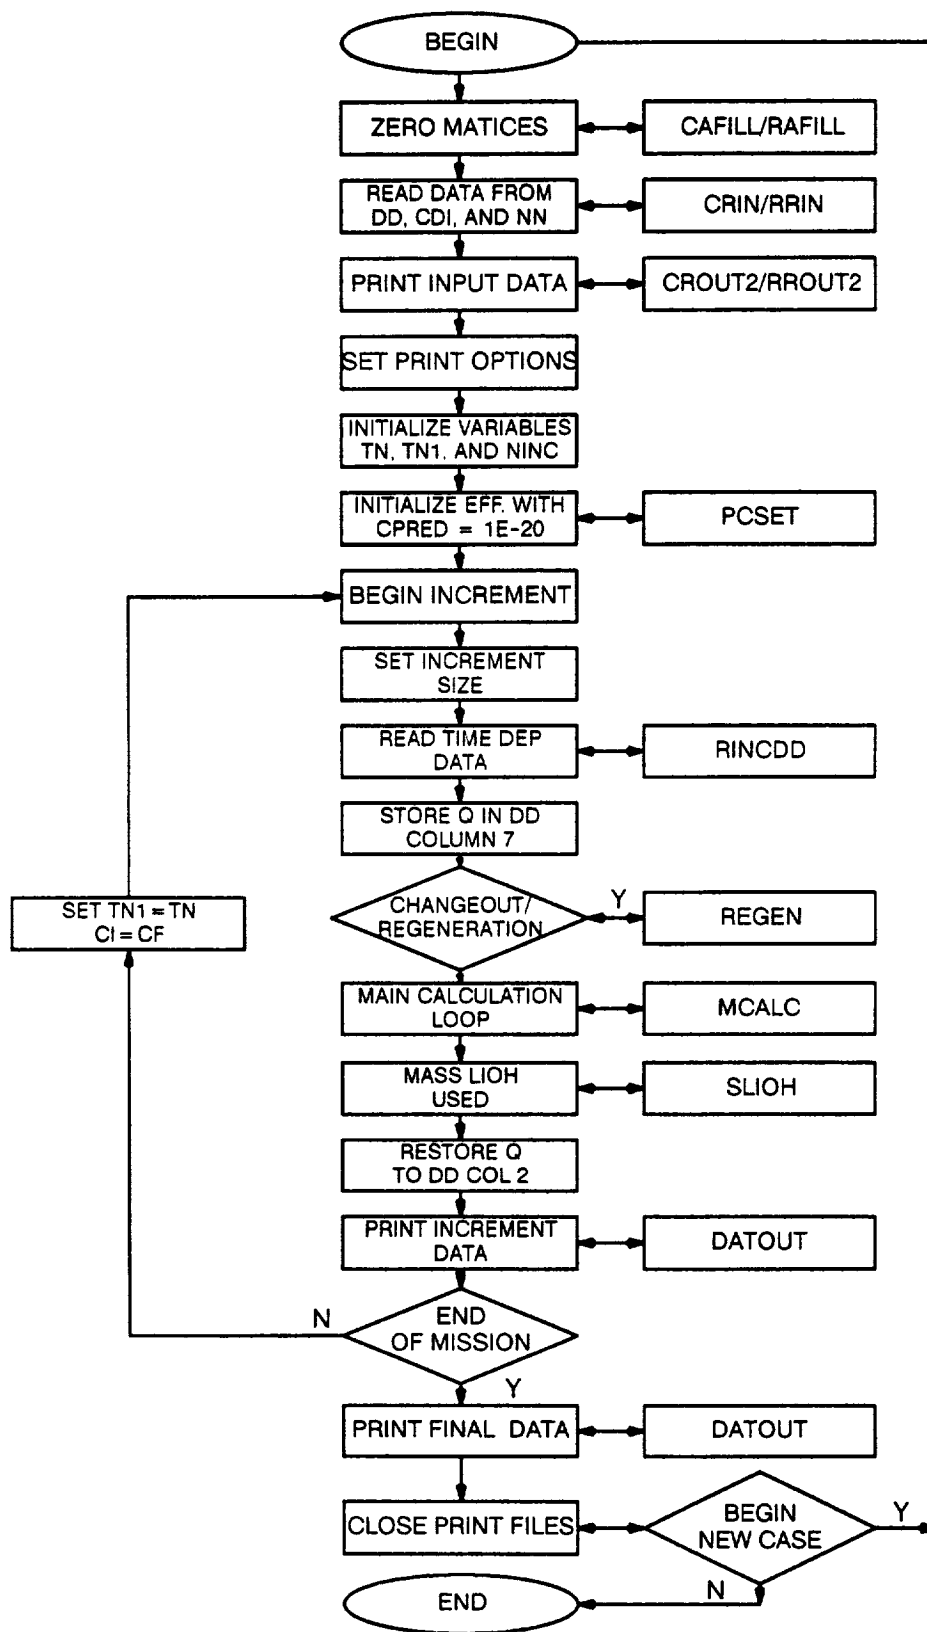 BEGIN
ZERO MATICES
CAFILL/RAFILL
READ DATA FROM
DD, CDI, AND NN
CRIN/RRIN
PRINT INPUT DATA
CROUT2/RROUT2
SET PRINT OPTIONS
INITIALIZE VARIABLES
TN, TN1, AND NINC
INITIALIZE EFF. WITH
CPRED = 1E-20
PCSET
BEGIN INCREMENT
SET INCREMENT
SIZE
READ TIME DEP
DATA
RINCDD
STORE Q IN DD
COLUMN 7
CHANGEOUT/
REGENERATION
Y
REGEN
SET TN1 = TN
CI = CF
MAIN CALCULATION
LOOP
MCALC
MASS LIOH
USED
SLIOH
RESTORE Q
TO DD COL 2
PRINT INCREMENT
DATA
DATOUT
N
END
OF MISSION
Y
PRINT FINAL DATA
DATOUT
CLOSE PRINT FILES
BEGIN
NEW CASE
Y
N
END